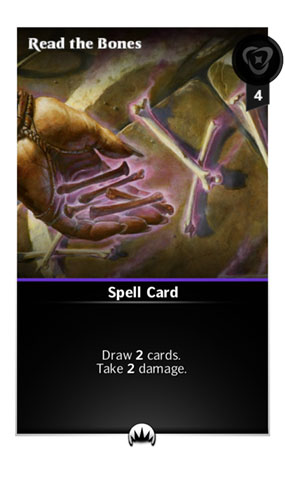 Read the Bones
4
Spell Card
Draw 2 cards.
Take 2 damage.